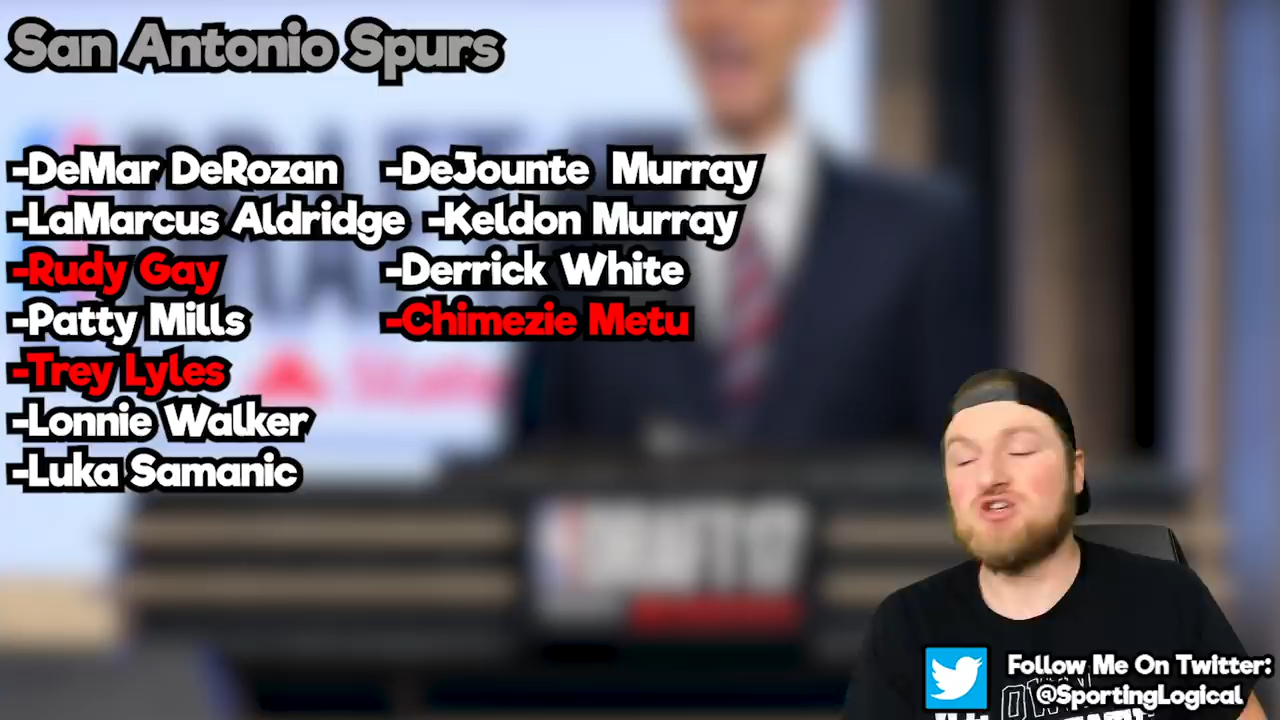 San Antonio Spurs
-DeMar DeRozan
-LaMarcus Aldridge
-Rudy Gay
-Patty Mills
-Trey Lyles
-Lonnie Walker
-Luka Samanic
-DeJounte Murray
-Keldon Murray
-Derrick White
-Chimezie Metu
Follow Me On Twitter:
@SportingLogical